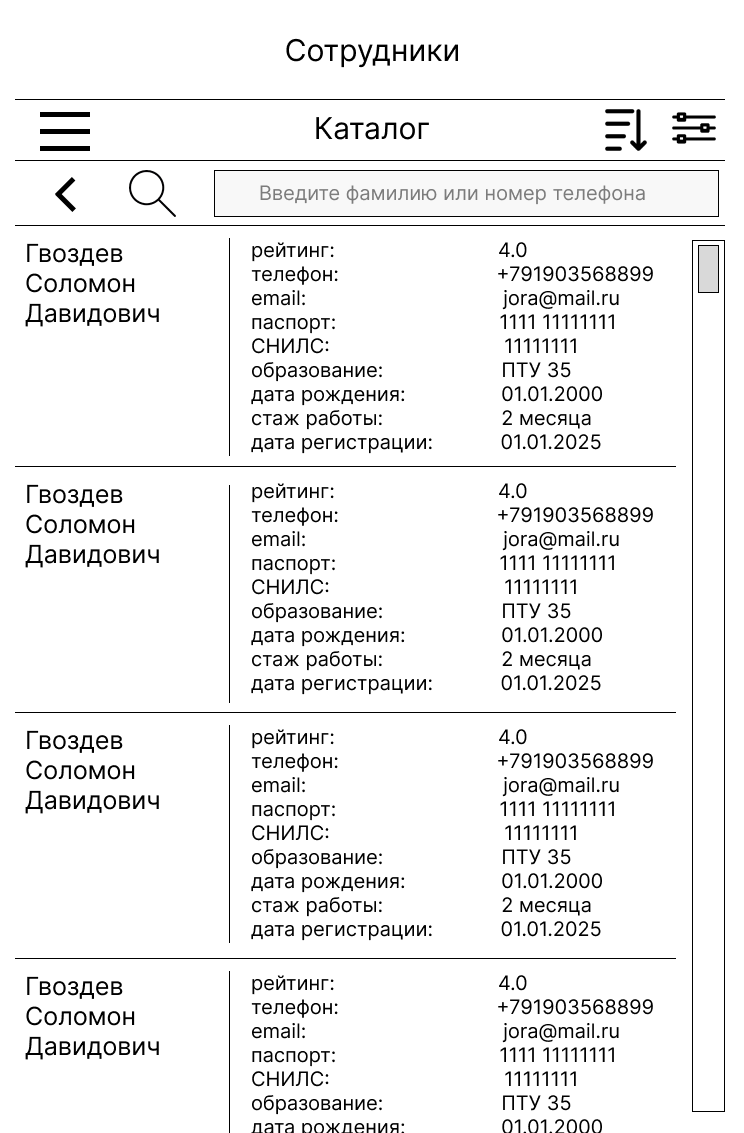 Сотрудники
Каталог
Введите фамилию или номер телефона
Гвоздев
Соломон
Давидович
рейтинг: 4.0
телефон: +791903568899
email: jora@mail.ru
паспорт: 1111 11111111
СНИЛС: 11111111
образование: ПТУ 35
дата рождения: 01.01.2000
стаж работы: 2 месяца
дата регистрации: 01.01.2025
Гвоздев
Соломон
Давидович
рейтинг: 4.0
телефон: +791903568899
email: jora@mail.ru
паспорт: 1111 11111111
СНИЛС: 11111111
образование: ПТУ 35
дата рождения: 01.01.2000
стаж работы: 2 месяца
дата регистрации: 01.01.2025
Гвоздев
Соломон
Давидович
рейтинг: 4.0
телефон: +791903568899
email: jora@mail.ru
паспорт: 1111 11111111
СНИЛС: 11111111
образование: ПТУ 35
дата рождения: 01.01.2000
стаж работы: 2 месяца
дата регистрации: 01.01.2025
Гвоздев
Соломон
Давидович
рейтинг: 4.0
телефон: +791903568899
email: jora@mail.ru
паспорт: 1111 11111111
СНИЛС: 11111111
образование: ПТУ 35
дата рождения: 01.01.2000